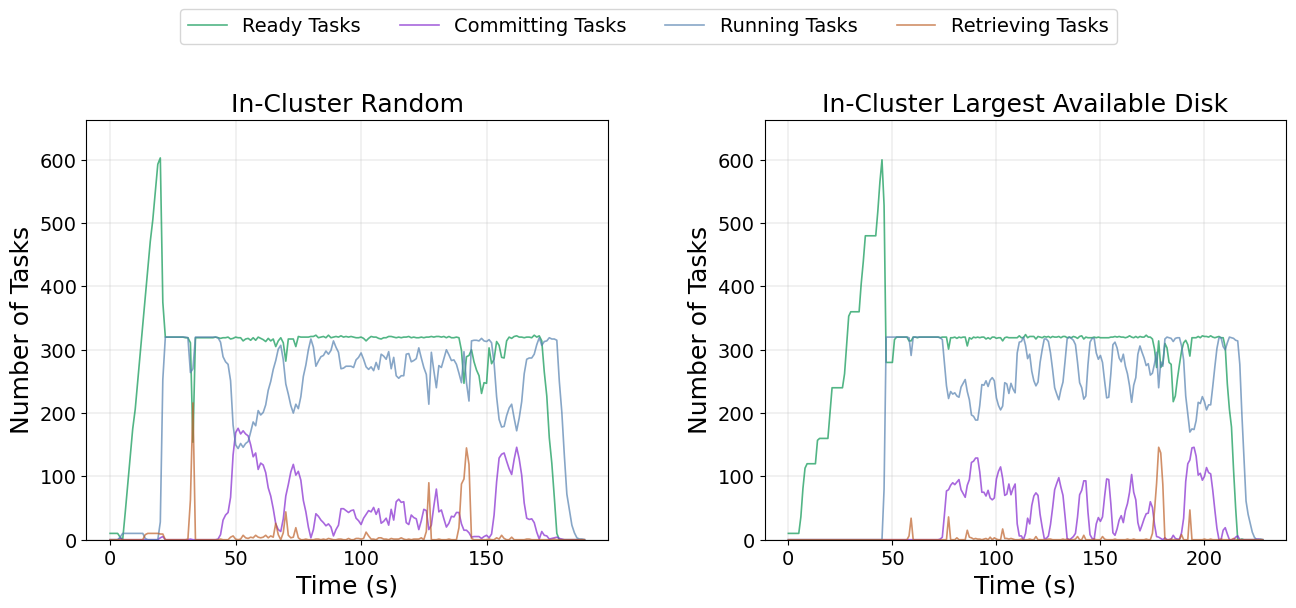 Ready Tasks Committing Tasks Running Tasks Retrieving Tasks
In-Cluster Random
600
500
400
300
200
100
0
Number of Tasks
0 50 100 150
Time (s)
In-Cluster Largest Available Disk
600
500
400
300
200
100
0
Number of Tasks
0 50 100 150 200
Time (s)